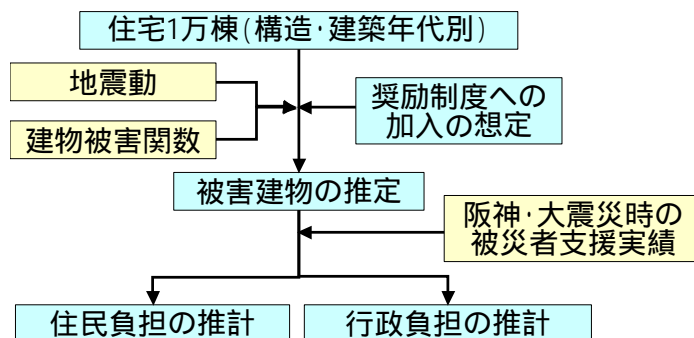 住宅1万棟(構造・建築年代別)
地震動
建物被害関数
奨励制度への
加入の想定
被害建物の推定
阪神・大震災時の
被災者支援実績
住民負担の推計
行政負担の推計